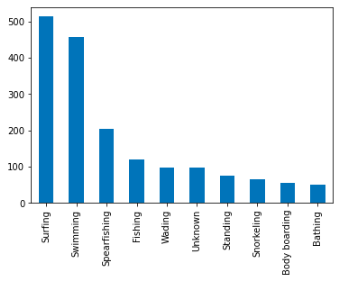 500
400
300
200
100
0
Surfing
Swimming
Spearfishing
Fishing
Wading
Unknown
Standing
Snorkeling
Body boarding
Bathing